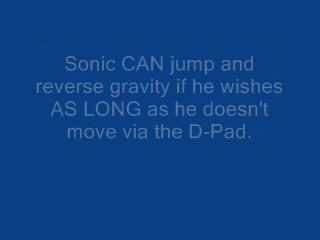 Sonic CAN jump and
reverse gravity if he wishes
AS LONG as he doesn't
move via the D-Pad.